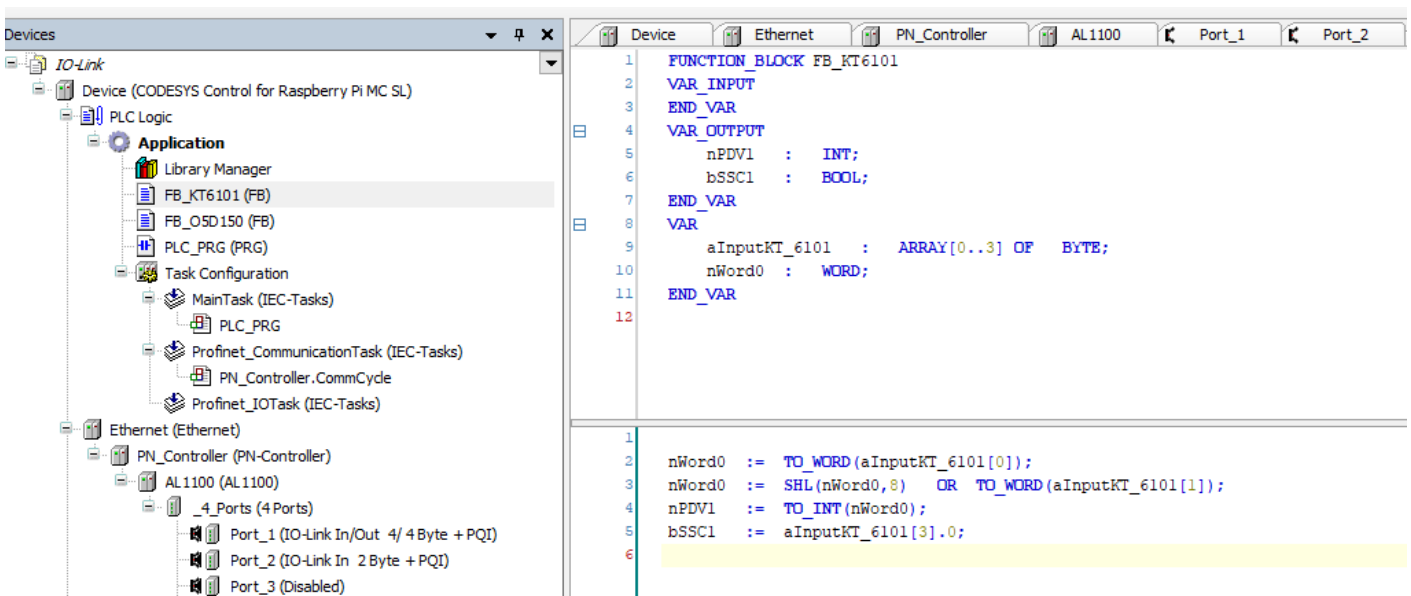 Devices
IO-Link
Device (CODESYS Control for Raspberry Pi MC SL)
PLC Logic
Application
Library Manager
FB_KT6101 (FB)
FB_O5D150 (FB)
PLC_PRG (PRG)
Task Configuration
MainTask (IEC-Tasks)
PLC_PRG
Profinet_CommunicationTask (IEC-Tasks)
PN_Controller.CommCycle
Profinet_IOTask (IEC-Tasks)
Ethernet (Ethernet)
PN_Controller (PN-Controller)
AL1100 (AL1100)
_4_Ports (4 Ports)
Port_1 (IO-Link In/Out 4/ 4 Byte + PQI)
Port_2 (IO-Link In 2 Byte + PQI)
Port_3 (Disabled)
Device Ethernet PN_Controller AL1100 Port_1 Port_2
1 FUNCTION_BLOCK FB_KT6101
2 VAR_INPUT
3 END_VAR
4 VAR_OUTPUT
5 nPDV1 : INT;
6 bSSC1 : BOOL;
7 END_VAR
8 VAR
9 aInputKT_6101 : ARRAY[0..3] OF BYTE;
10 nWord0 : WORD;
11 END_VAR
12
1
2 nWord0 := TO_WORD(aInputKT_6101[0]);
3 nWord0 := SHL(nWord0,8) OR TO_WORD(aInputKT_6101[1]);
4 nPDV1 := TO_INT(nWord0);
5 bSSC1 := aInputKT_6101[3].0;
6